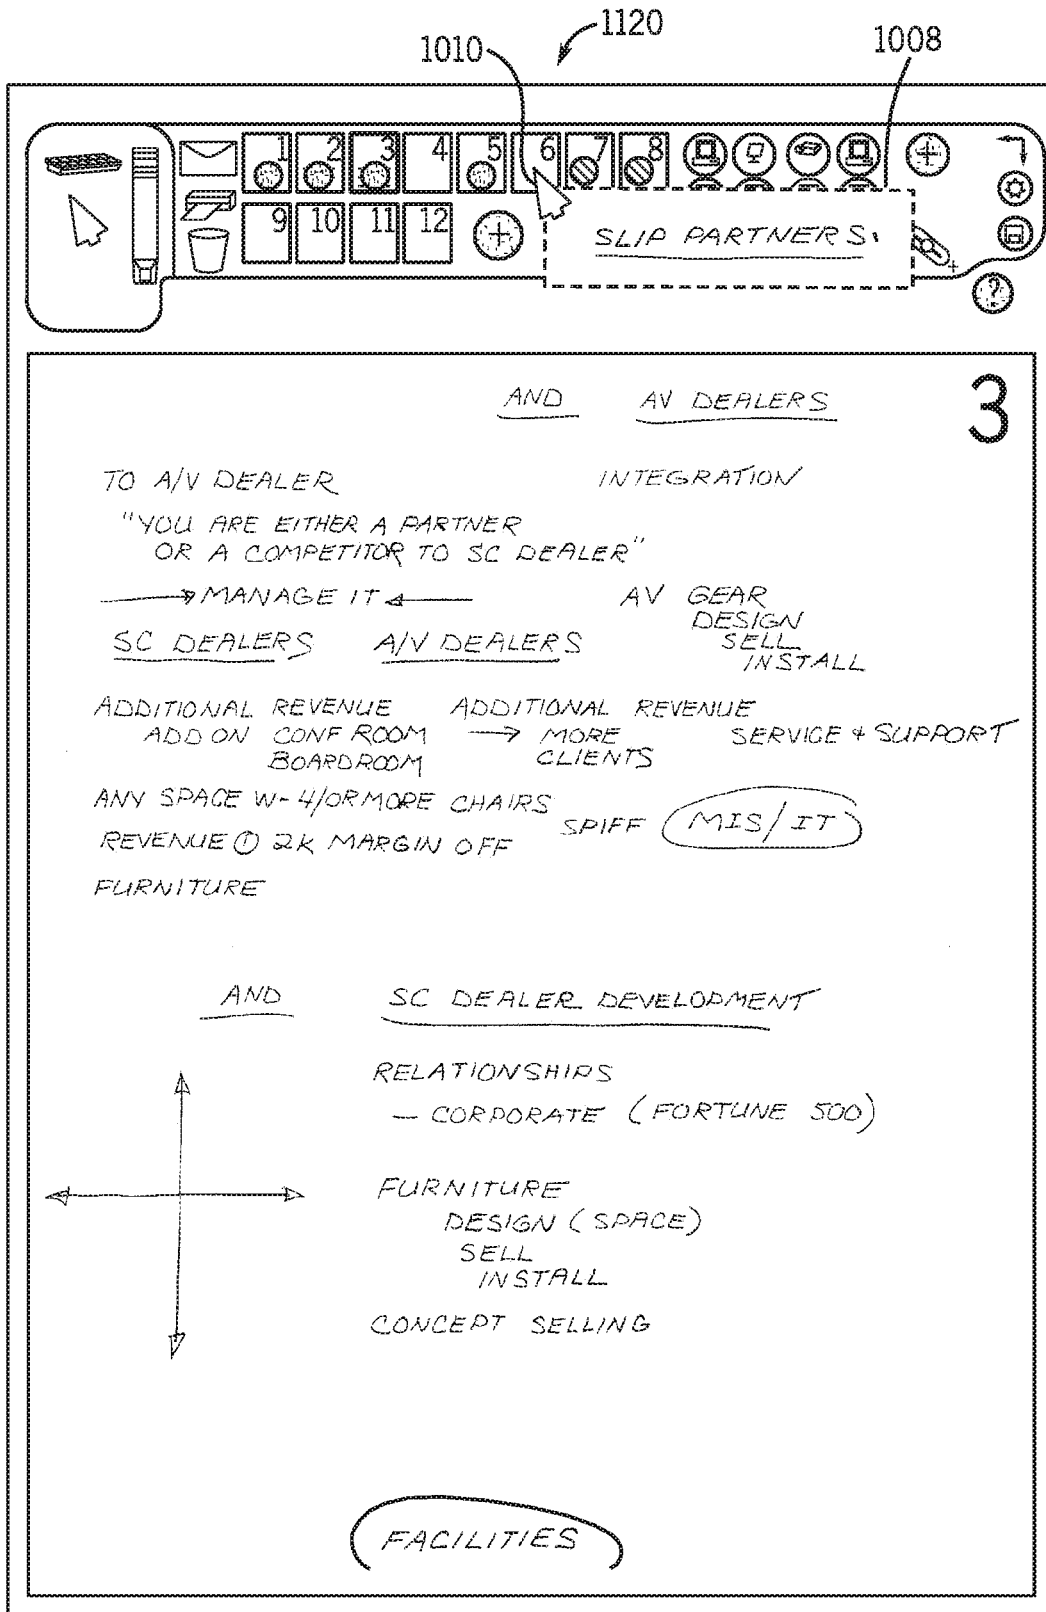 1120
1010
1008
1 2 3 4 5 6 7 8
9 10 11 12
SLIP PARTNERS:
?
3
AND AV DEALERS
TO A/V DEALER INTEGRATION
"YOU ARE EITHER A PARTNER
OR A COMPETITOR TO SC DEALER"
MANAGE IT AV GEAR
DESIGN
SC DEALERS A/V DEALERS SELL
INSTALL
ADDITIONAL REVENUE ADDITIONAL REVENUE
ADD ON CONF ROOM → MORE SERVICE + SUPPORT
BOARDROOM CLIENTS
ANY SPACE W-4/OR MORE CHAIRS
SPIFF MIS/IT
REVENUE ① 2K MARGIN OFF
FURNITURE
AND SC DEALER DEVELOPMENT
RELATIONSHIPS
— CORPORATE (FORTUNE 500)
FURNITURE
DESIGN (SPACE)
SELL
INSTALL
CONCEPT SELLING
FACILITIES